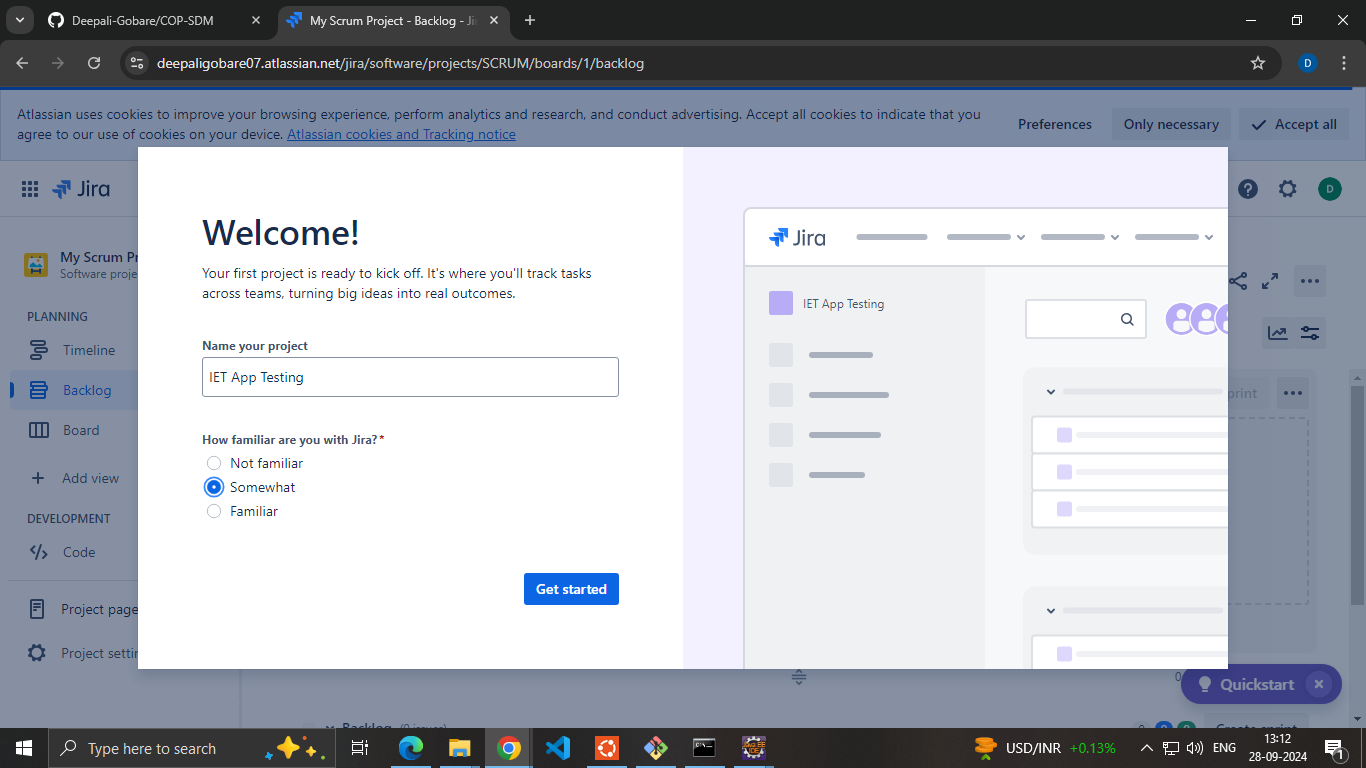 Deepali-Gobare/COP-SDM
My Scrum Project - Backlog - Ji
deepaligobare07.atlassian.net/jira/software/projects/SCRUM/boards/1/backlog
D
Atlassian uses cookies to improve your browsing experience, perform analytics and research, and conduct advertising. Accept all cookies to indicate that you
agree to our use of cookies on your device. Atlassian cookies and Tracking notice
Preferences
Only necessary
Accept all
Jira
D
My Scrum Pr
Software proje
PLANNING
Timeline
Backlog
Board
Add view
DEVELOPMENT
Code
Project page
Project settin
Welcome!
Your first project is ready to kick off. It's where you'll track tasks
across teams, turning big ideas into real outcomes.
Name your project
IET App Testing
How familiar are you with Jira?*
Not familiar
Somewhat
Familiar
Get started
Jira
IET App Testing
print
0
Quickstart
Backlog (0 issues)
0 0 0
Create sprint
Type here to search
USD/INR +0.13%
ENG
13:12
28-09-2024
1